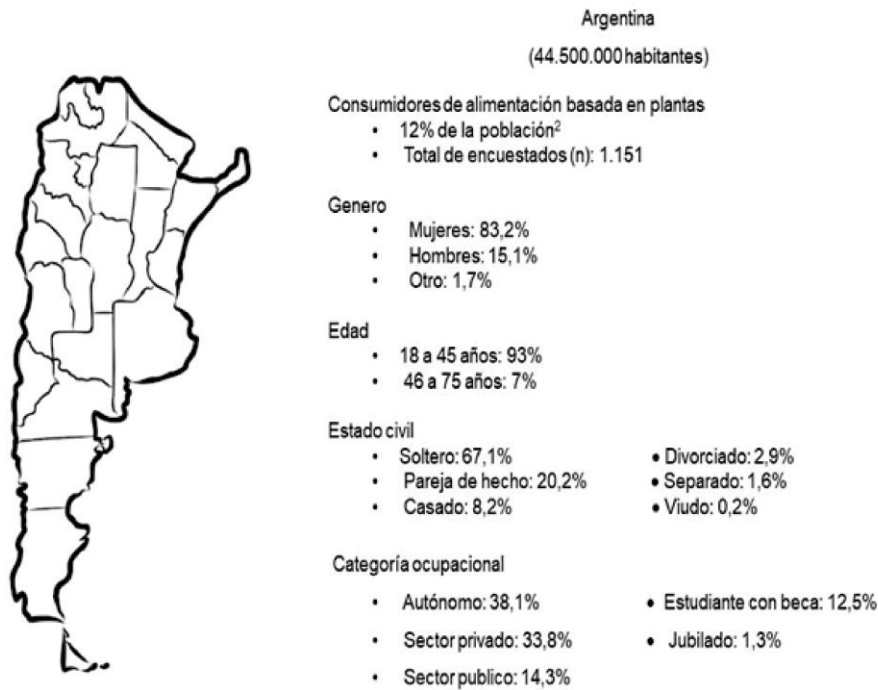 Argentina
(44.500.000 habitantes)
Consumidores de alimentación basada en plantas
• 12% de la población²
• Total de encuestados (n): 1.151
Genero
• Mujeres: 83,2%
• Hombres: 15,1%
• Otro: 1,7%
Edad
• 18 a 45 años: 93%
• 46 a 75 años: 7%
Estado civil
• Soltero: 67,1%
• Pareja de hecho: 20,2%
• Casado: 8,2%
• Divorciado: 2,9%
• Separado: 1,6%
• Viudo: 0,2%
Categoría ocupacional
• Autónomo: 38,1%
• Sector privado: 33,8%
• Sector publico: 14,3%
• Estudiante con beca: 12,5%
• Jubilado: 1,3%